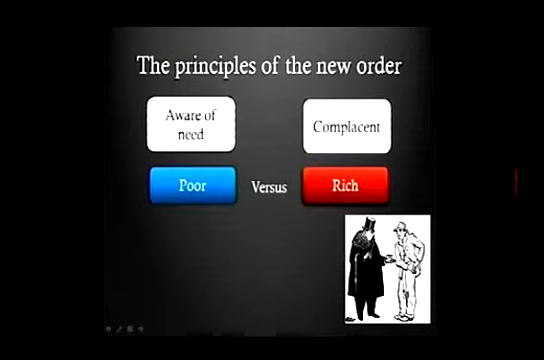 The principles of the new order
Aware of
need
Complacent
Poor
Versus
Rich